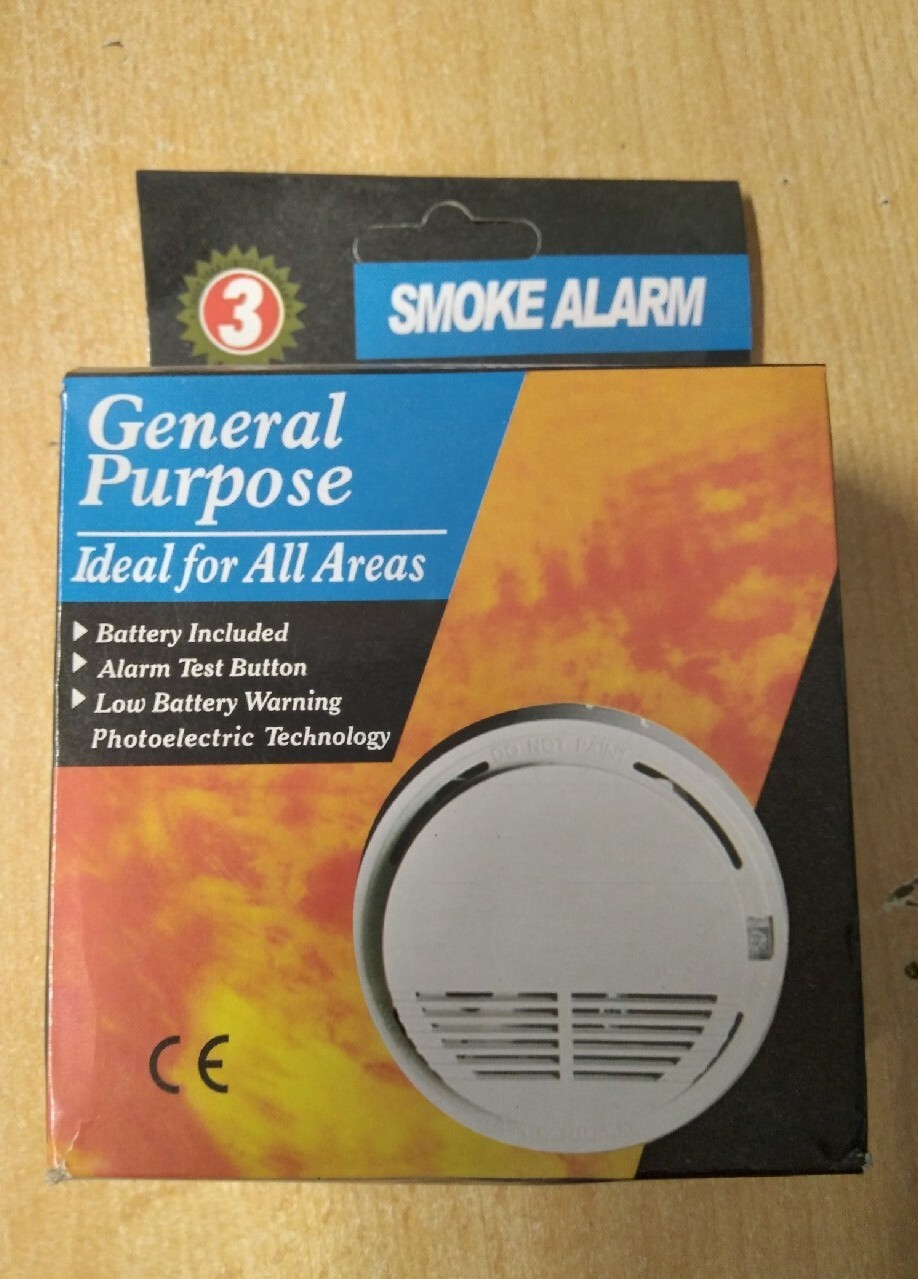 3
SMOKE ALARM
General
Purpose
Ideal for All Areas
Battery Included
Alarm Test Button
Low Battery Warning
Photoelectric Technology
DO NOT PAINT
CE